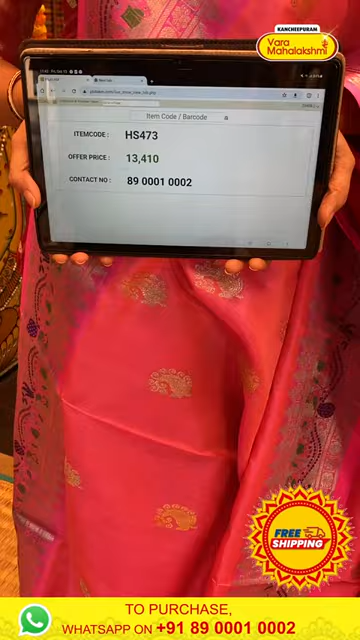 KANCHEEPURAM
Vara
Mahalakshmi
Item Code / Barcode
ITEMCODE : HS473
OFFER PRICE : 13,410
CONTACT NO : 89 0001 0002
FREE
SHIPPING
TO PURCHASE,
WHATSAPP ON +91 89 0001 0002